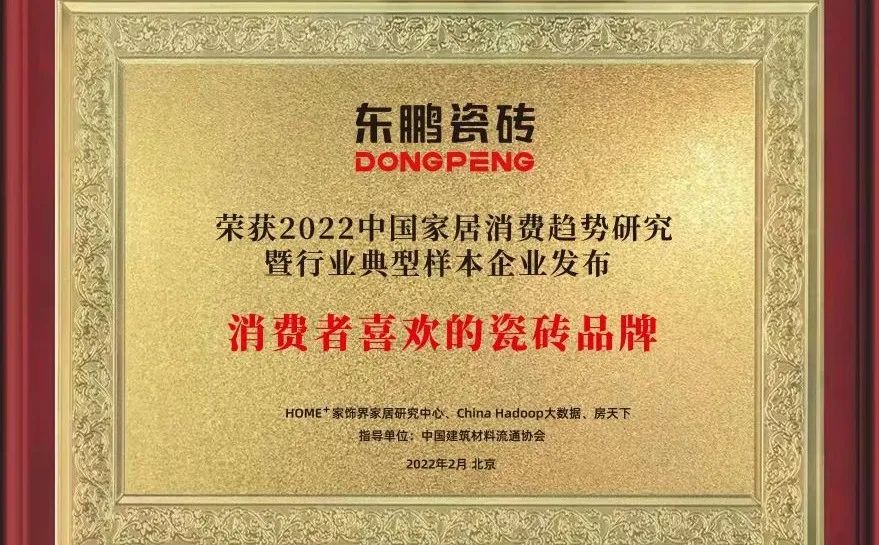 东鹏瓷砖
DONGPENG
荣获2022中国家居消费趋势研究
暨行业典型样本企业发布
消费者喜欢的瓷砖品牌
HOME+家饰界家居研究中心、China Hadoop大数据、房天下
指导单位：中国建筑材料流通协会
2022年2月 北京